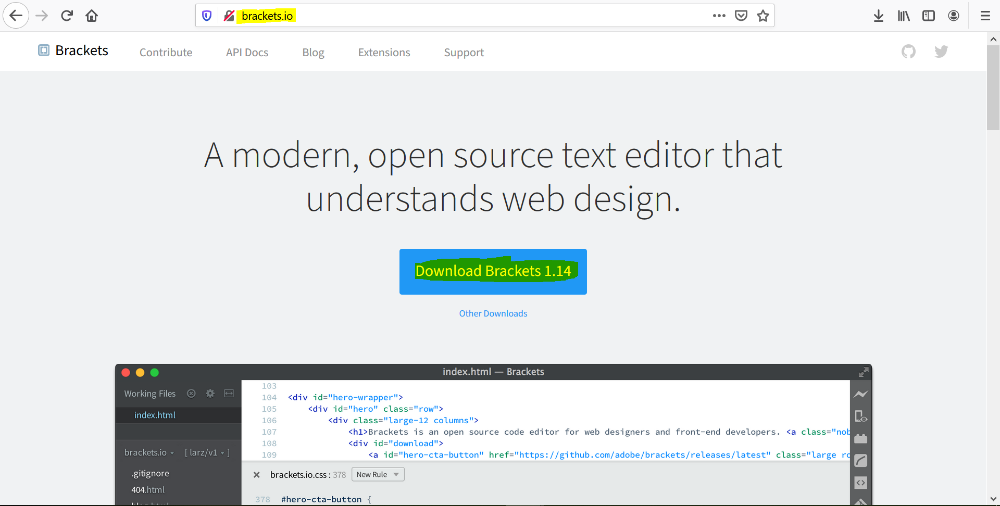 brackets.io
Brackets
Contribute
API Docs
Blog
Extensions
Support
A modern, open source text editor that
understands web design.
Download Brackets 1.14
Other Downloads
index.html — Brackets
Working Files
index.html
brackets.io
[ larz/v1 ]
.gitignore
404.html
103
104 <div id="hero-wrapper">
105 <div id="hero" class="row">
106 <div class="large-12 columns">
107 <h1>Brackets is an open source code editor for web designers and front-end developers. <a class="nob
108 <div id="download">
109 <a id="hero-cta-button" href="https://github.com/adobe/brackets/releases/latest" class="large ro
brackets.io.css : 378 New Rule
378 #hero-cta-button {